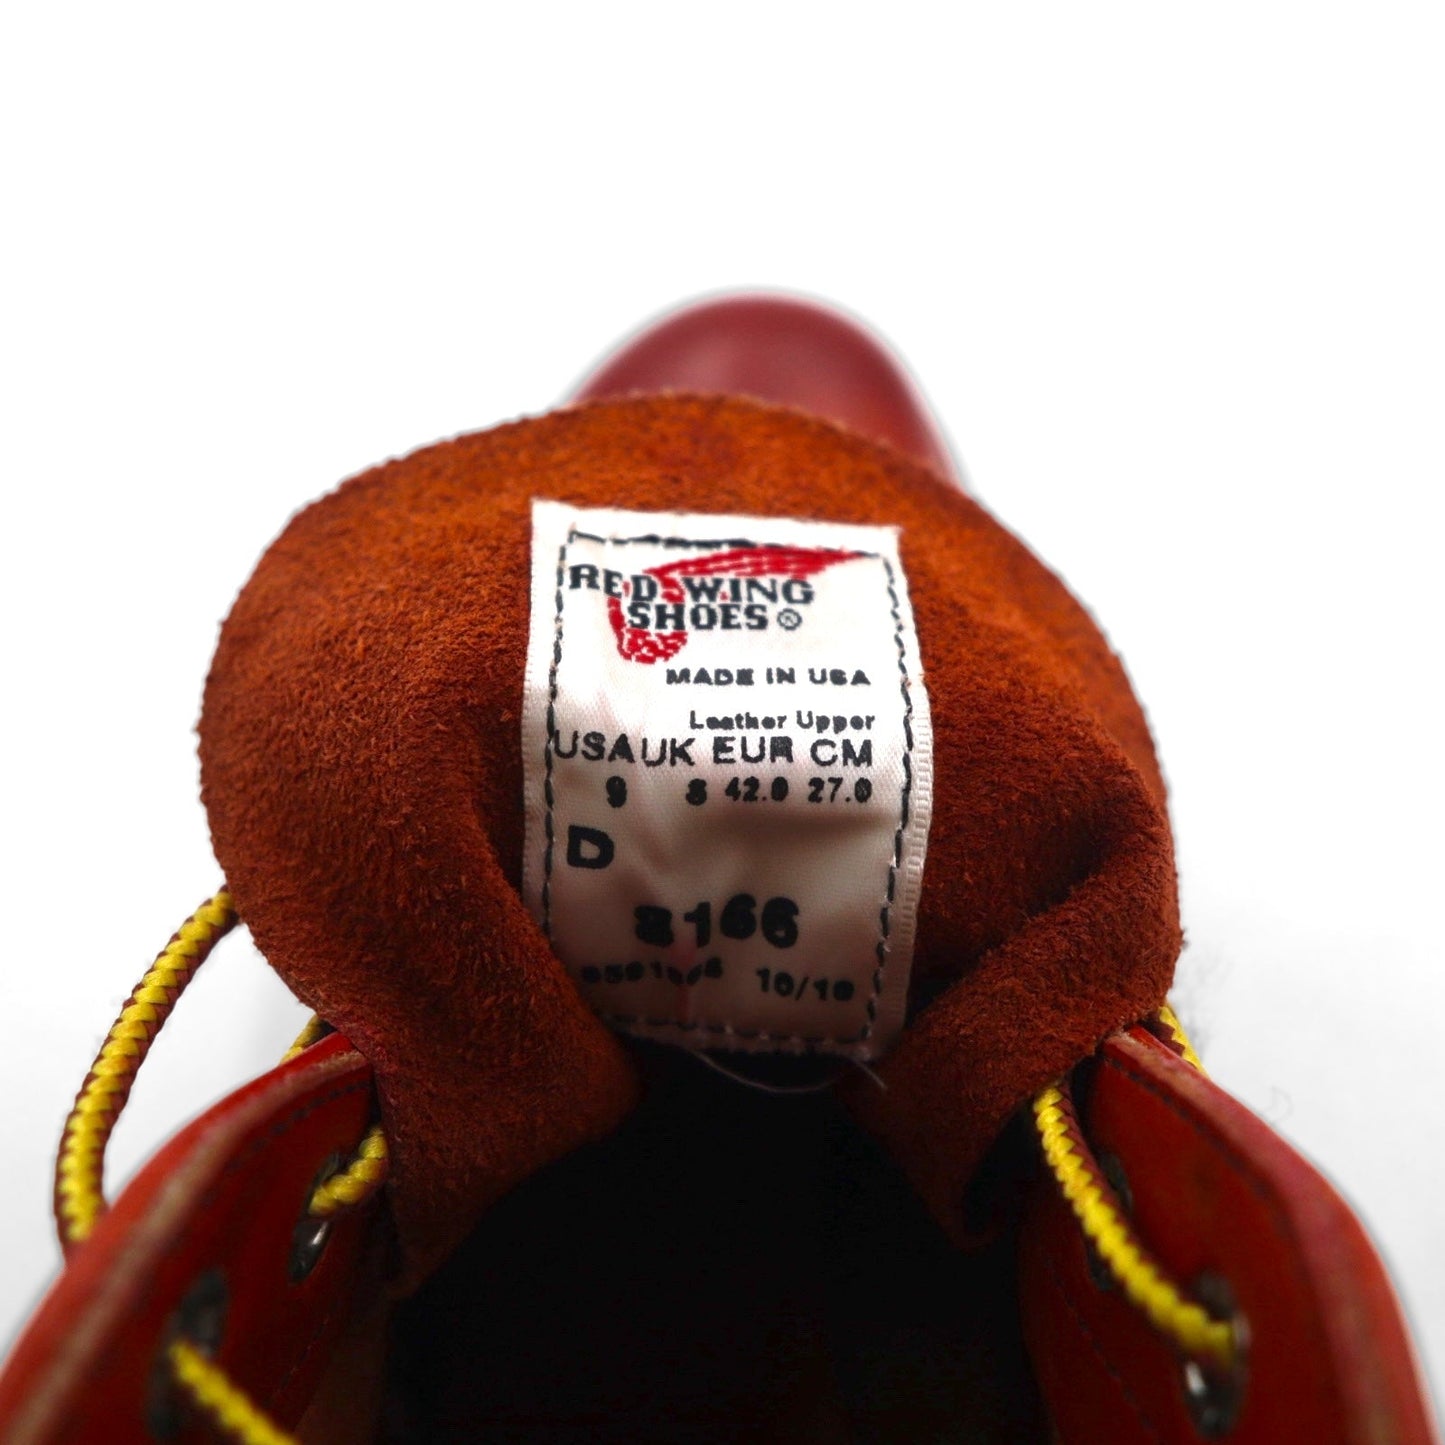 RED WING
SHOES ®
MADE IN USA
Leather Upper
USA UK EUR CM
9 8 42.0 27.0
D
8166
10/10